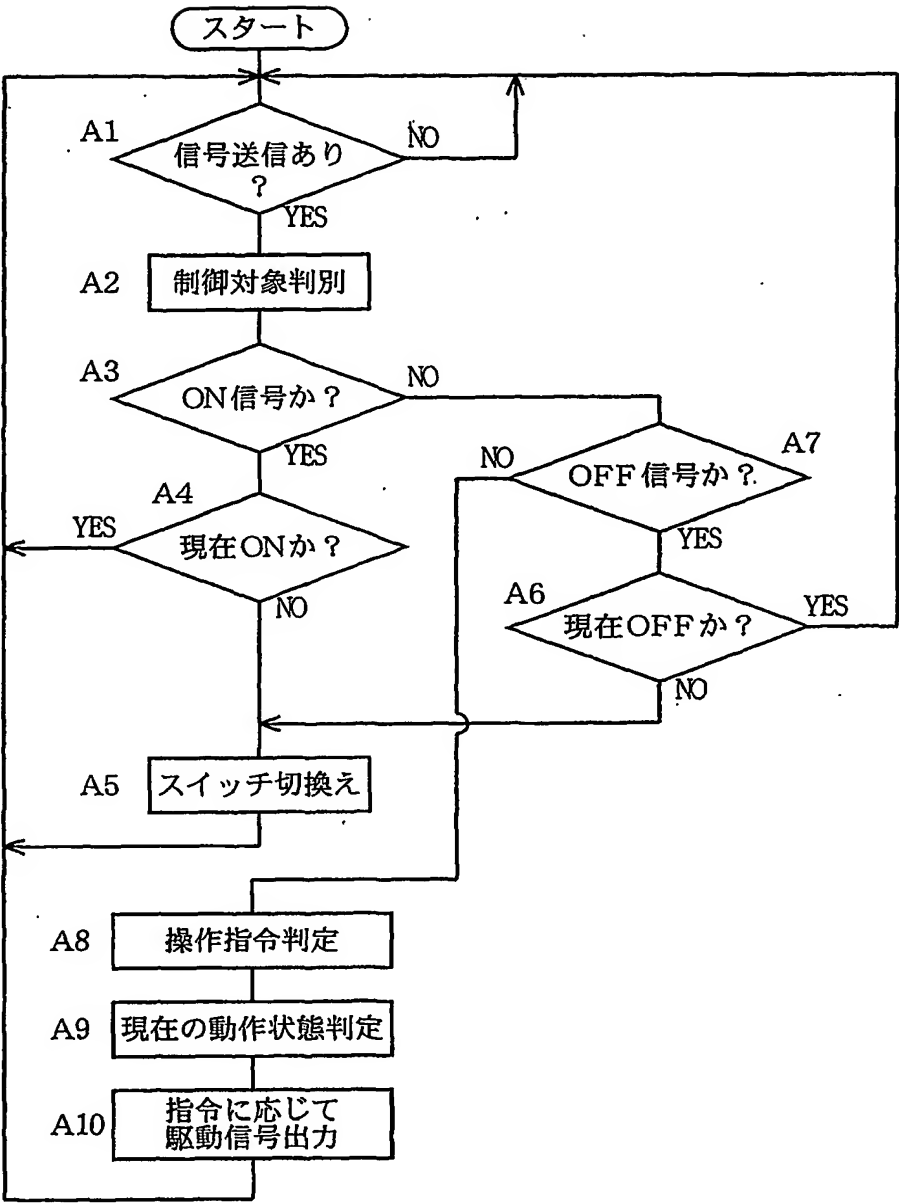 スタート
A1
信号送信あり
？
NO
YES
A2
制御対象判別
A3
ON信号か？
NO
YES
A4
現在ONか？
YES
NO
A7
OFF信号か？
NO
YES
A6
現在OFFか？
YES
NO
A5
スイッチ切換え
A8
操作指令判定
A9
現在の動作状態判定
A10
指令に応じて
駆動信号出力